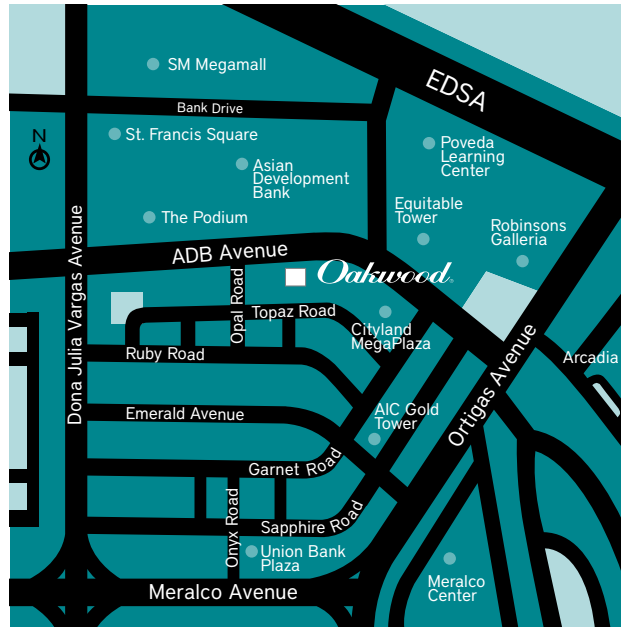 SM Megamall
EDSA
Bank Drive
N
St. Francis Square
Poveda
Learning
Center
Asian
Development
Bank
Equitable
Tower
The Podium
Robinsons
Galleria
ADB Avenue
Oakwood®
Dona Julia Vargas Avenue
Opal Road
Topaz Road
Cityland
MegaPlaza
Ruby Road
Arcadia
Ortigas Avenue
Emerald Avenue
AIC Gold
Tower
Garnet Road
Onyx Road
Sapphire Road
Union Bank
Plaza
Meralco
Center
Meralco Avenue